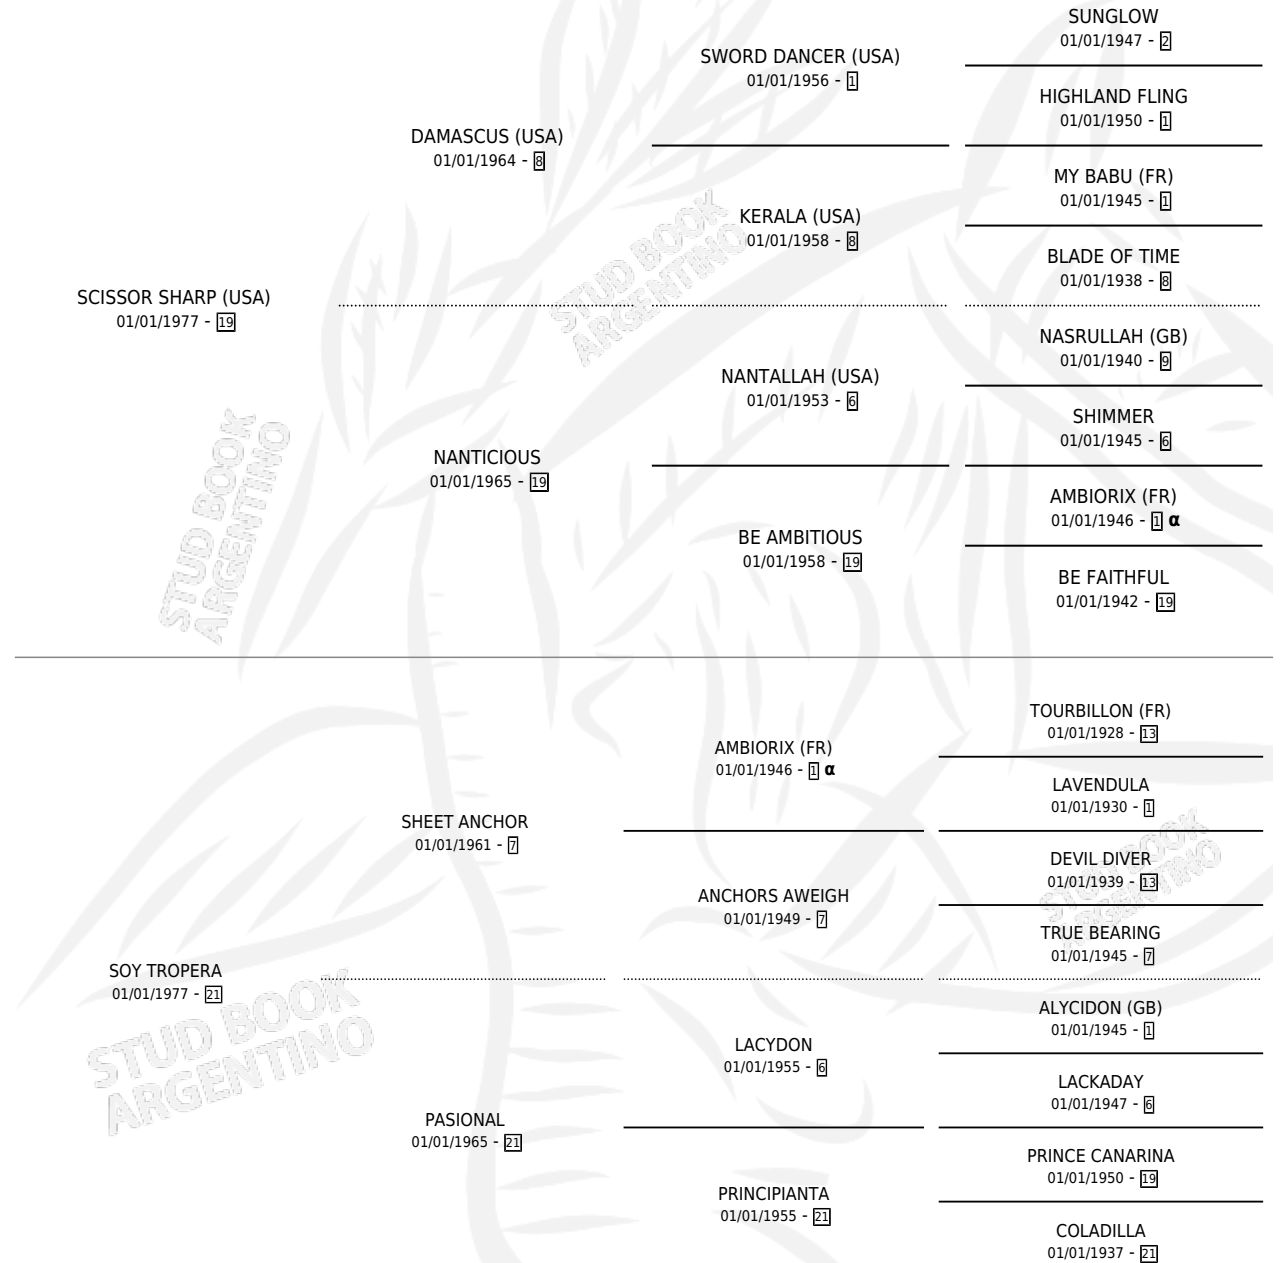 SUNGLOW
01/01/1947 - 2
SWORD DANCER (USA)
01/01/1956 - 1
HIGHLAND FLING
01/01/1950 - 1
DAMASCUS (USA)
01/01/1964 - 8
MY BABU (FR)
01/01/1945 - 1
KERALA (USA)
01/01/1958 - 8
BLADE OF TIME
01/01/1938 - 8
SCISSOR SHARP (USA)
01/01/1977 - 19
NASRULLAH (GB)
01/01/1940 - 9
NANTALLAH (USA)
01/01/1953 - 6
SHIMMER
01/01/1945 - 6
NANTICIOUS
01/01/1965 - 19
AMBIORIX (FR)
01/01/1946 - 1 α
BE AMBITIOUS
01/01/1958 - 19
BE FAITHFUL
01/01/1942 - 19
TOURBILLON (FR)
01/01/1928 - 13
AMBIORIX (FR)
01/01/1946 - 1 α
LAVENDULA
01/01/1930 - 1
SHEET ANCHOR
01/01/1961 - 7
DEVIL DIVER
01/01/1939 - 13
ANCHORS AWEIGH
01/01/1949 - 7
TRUE BEARING
01/01/1945 - 7
SOY TROPERA
01/01/1977 - 21
ALYCIDON (GB)
01/01/1945 - 1
LACYDON
01/01/1955 - 6
LACKADAY
01/01/1947 - 6
PASIONAL
01/01/1965 - 21
PRINCE CANARINA
01/01/1950 - 19
PRINCIPIANTA
01/01/1955 - 21
COLADILLA
01/01/1937 - 21
STUD BOOK
ARGENTINO
STUD BOOK
ARGENTINO
STUD BOOK
ARGENTINO
STUD BOOK
ARGENTINO